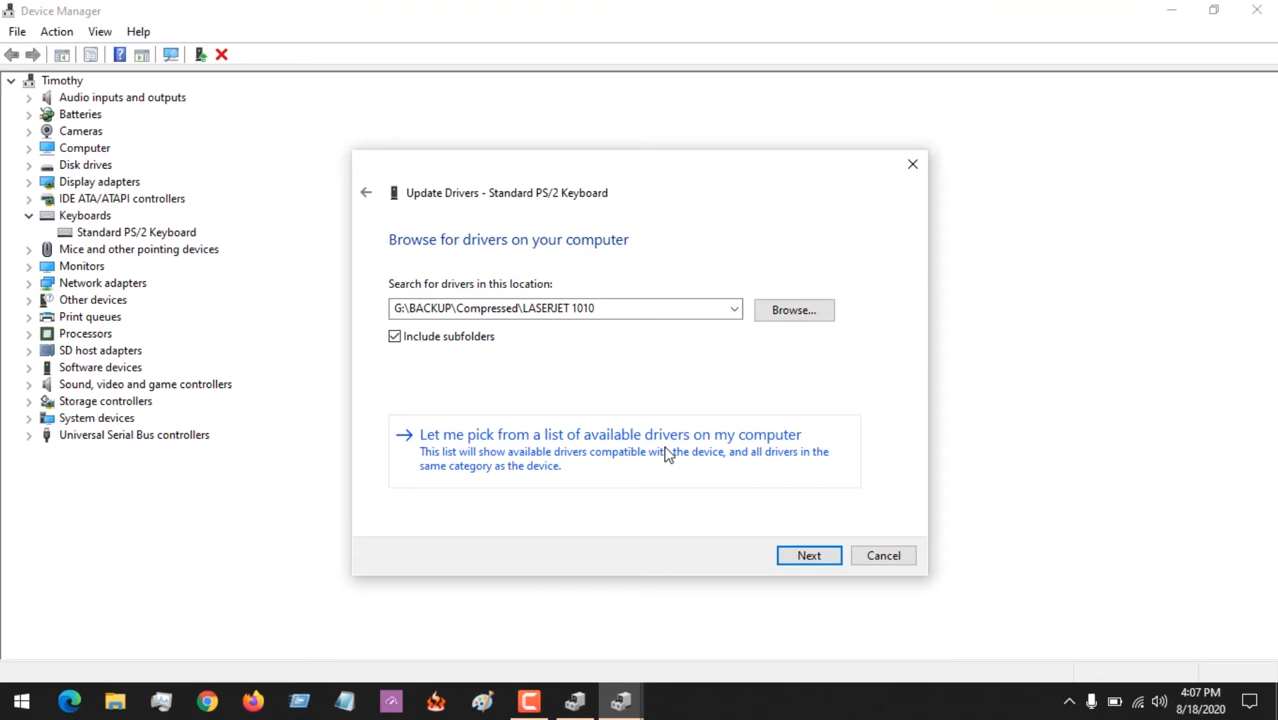 Device Manager
File Action View Help
Timothy
Audio inputs and outputs
Batteries
Cameras
Computer
Disk drives
Display adapters
IDE ATA/ATAPI controllers
Keyboards
Standard PS/2 Keyboard
Mice and other pointing devices
Monitors
Network adapters
Other devices
Print queues
Processors
SD host adapters
Software devices
Sound, video and game controllers
Storage controllers
System devices
Universal Serial Bus controllers
Update Drivers - Standard PS/2 Keyboard
Browse for drivers on your computer
Search for drivers in this location:
G:\BACKUP\Compressed\LASERJET 1010
Browse...
Include subfolders
Let me pick from a list of available drivers on my computer
This list will show available drivers compatible with the device, and all drivers in the
same category as the device.
Next Cancel
4:07 PM
8/18/2020